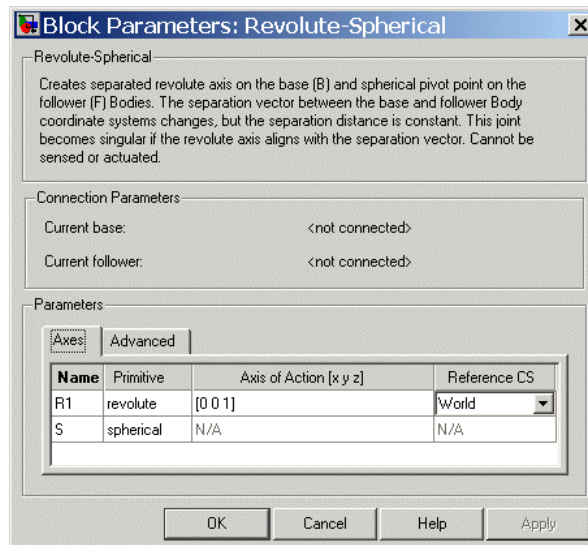 Block Parameters: Revolute-Spherical
Revolute-Spherical
Creates separated revolute axis on the base (B) and spherical pivot point on the
follower (F) Bodies. The separation vector between the base and follower Body
coordinate systems changes, but the separation distance is constant. This joint
becomes singular if the revolute axis aligns with the separation vector. Cannot be
sensed or actuated.
Connection Parameters
Current base: <not connected>
Current follower: <not connected>
Parameters
Axes Advanced
Name Primitive Axis of Action [x y z] Reference CS
R1 revolute [0 0 1] World
S spherical N/A N/A
OK Cancel Help Apply